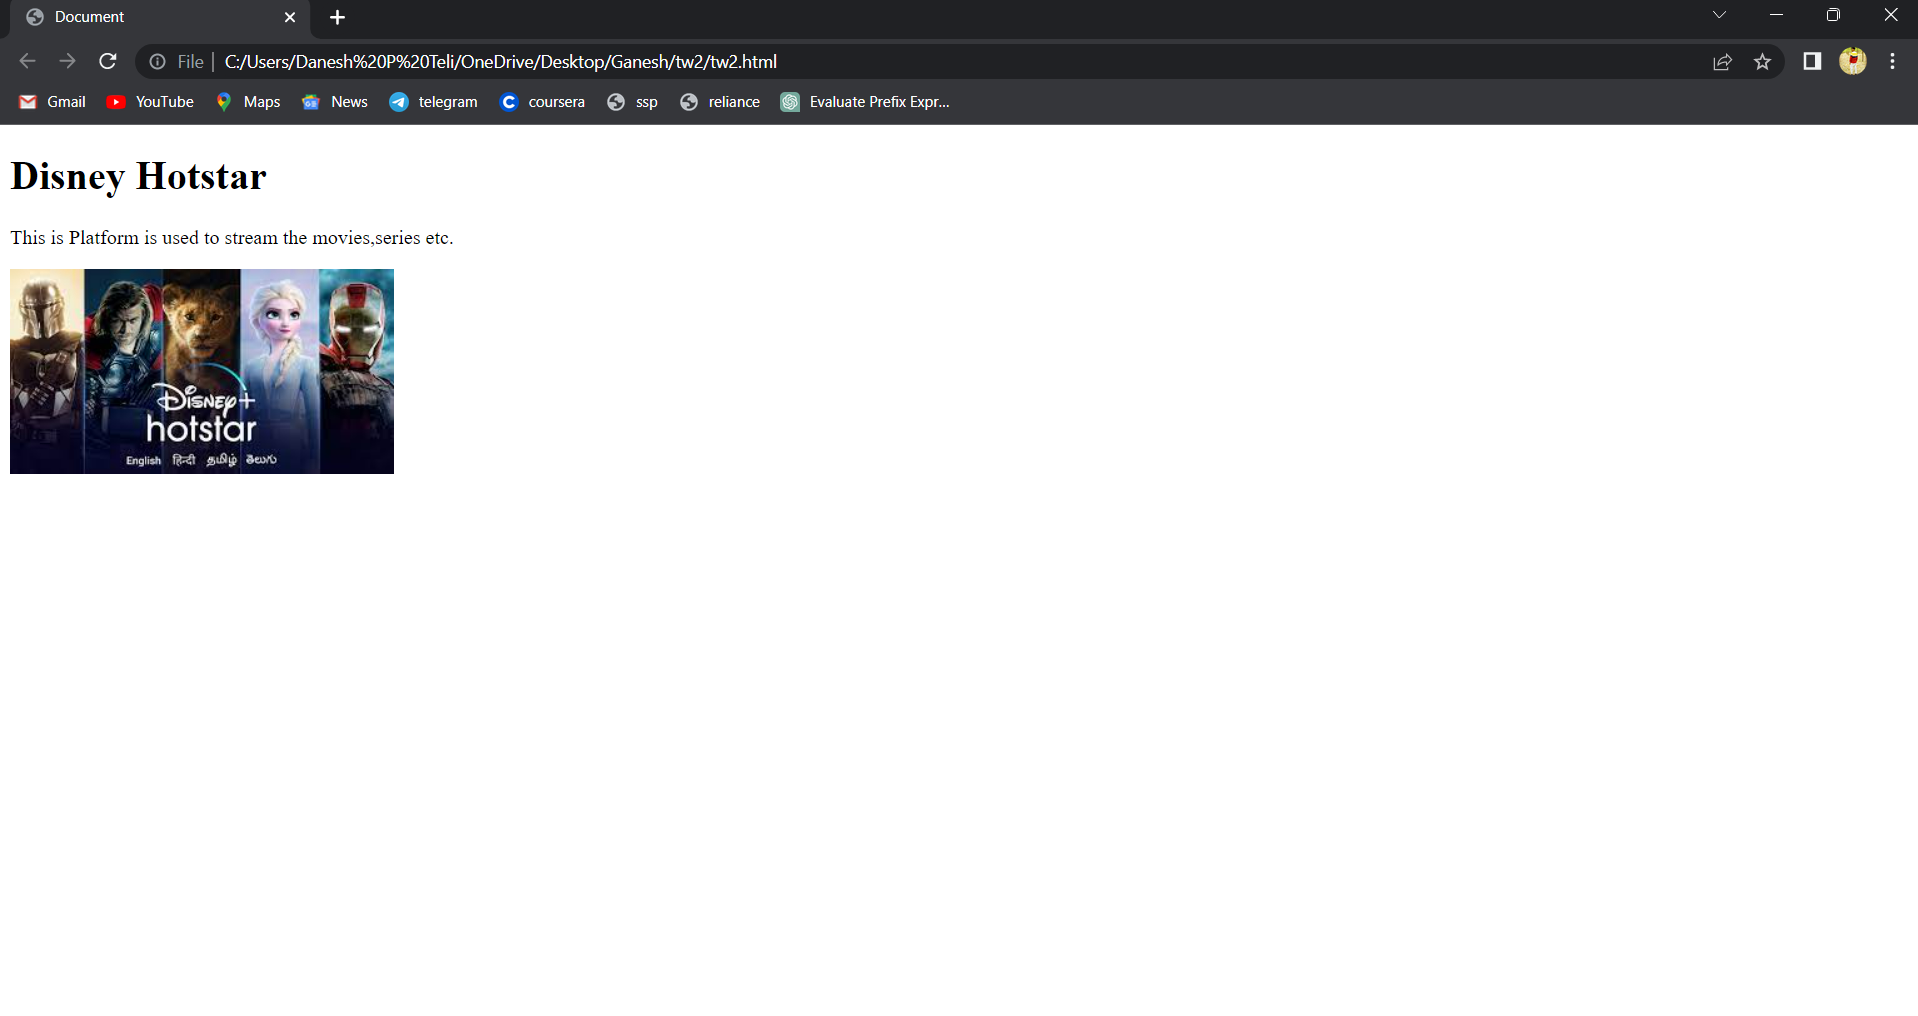 Document
File C:/Users/Danesh%20P%20Teli/OneDrive/Desktop/Ganesh/tw2/tw2.html
Gmail YouTube Maps News telegram coursera ssp reliance Evaluate Prefix Expr...
Disney Hotstar
This is Platform is used to stream the movies,series etc.
Disney+
hotstar
English हिन्दी தமிழ் తెలుగు